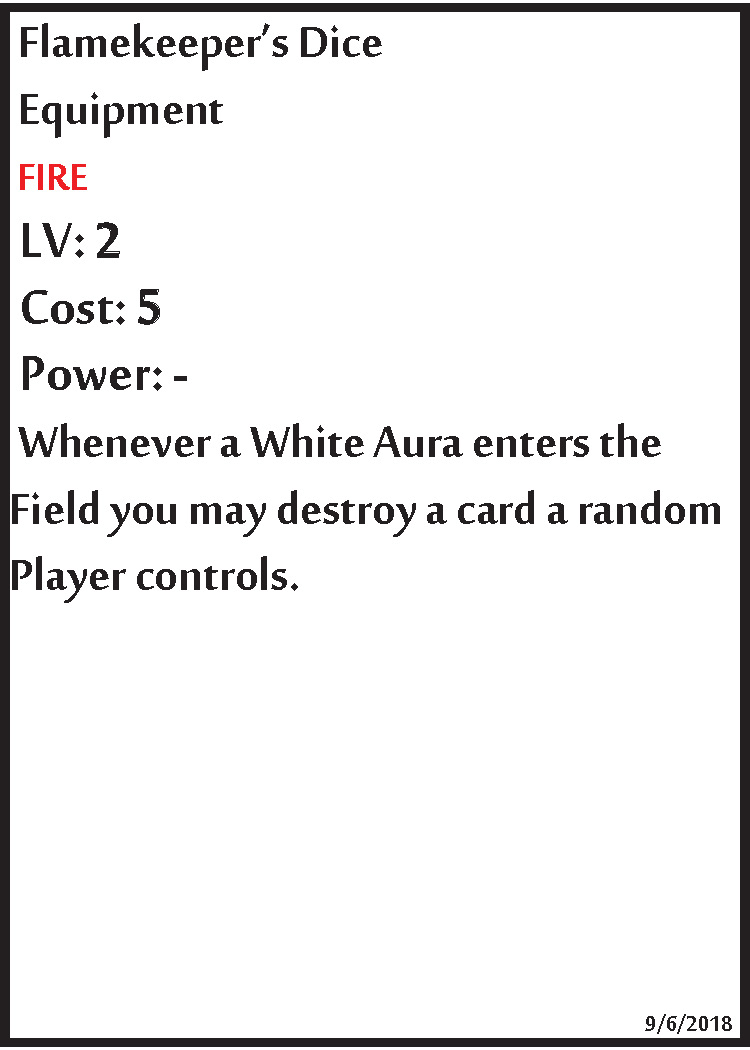 Flamekeeper's Dice
Equipment
FIRE
LV: 2
Cost: 5
Power: -
Whenever a White Aura enters the
Field you may destroy a card a random
Player controls.
9/6/2018